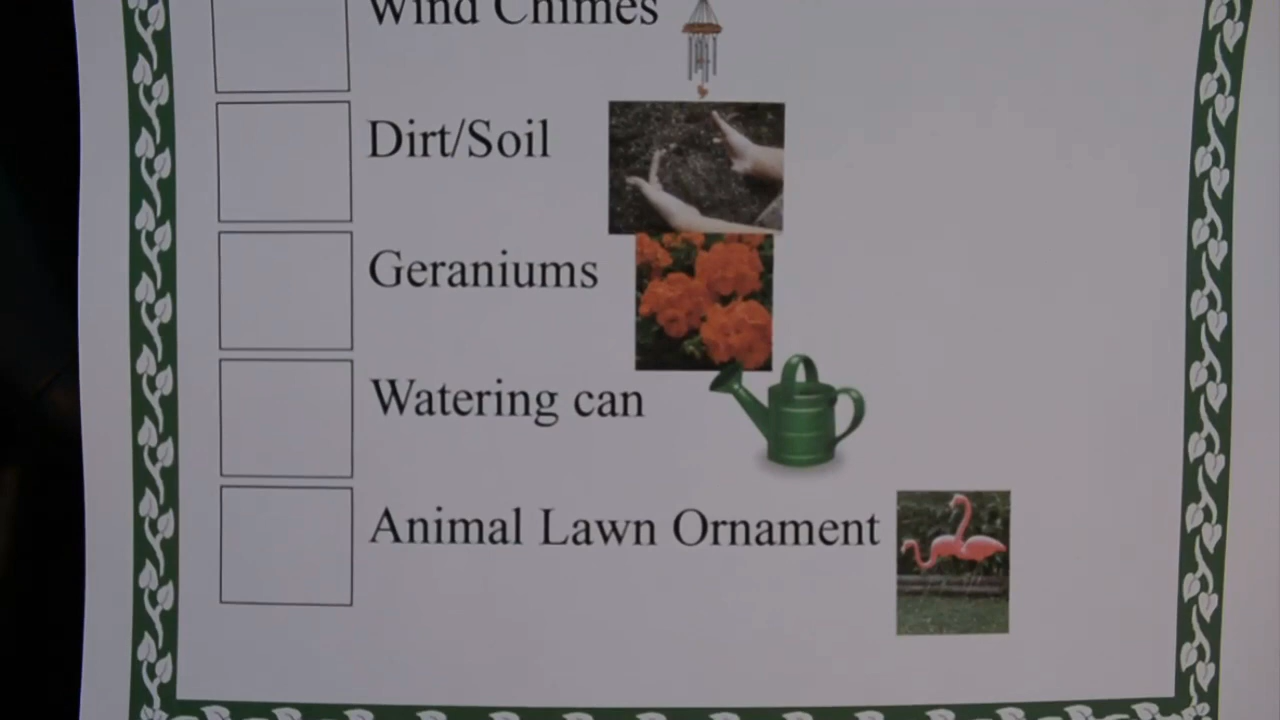 Wind Chimes
Dirt/Soil
Geraniums
Watering can
Animal Lawn Ornament